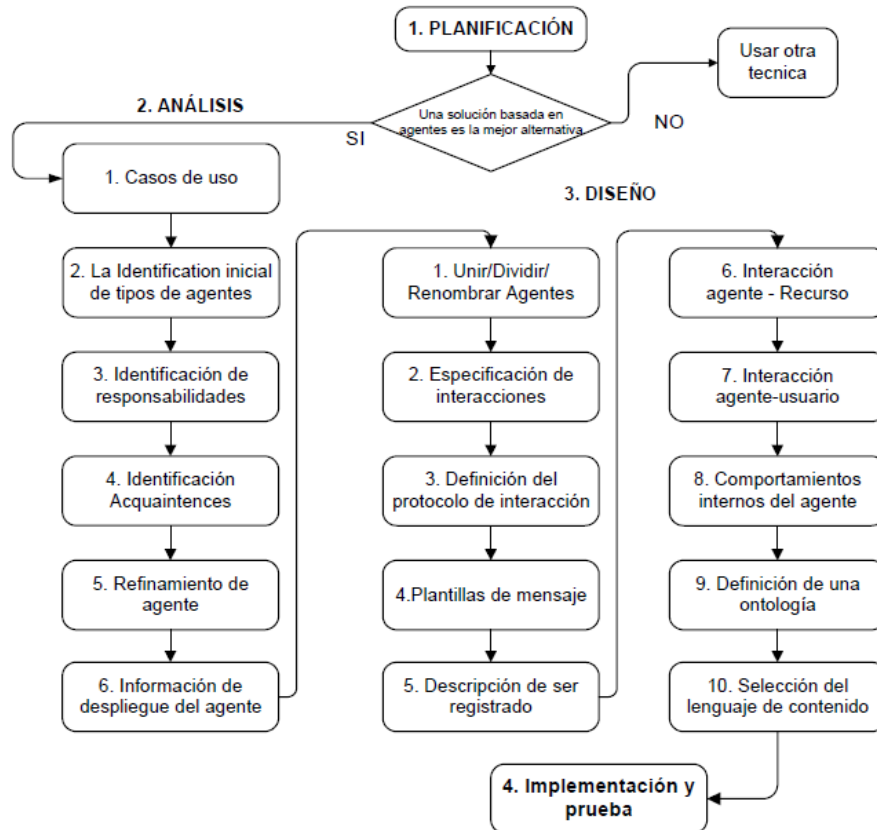 1. PLANIFICACIÓN
Usar otra
tecnica
Una solución basada en
agentes es la mejor alternativa
SI
NO
2. ANÁLISIS
1. Casos de uso
2. La Identification inicial
de tipos de agentes
3. Identificación de
responsabilidades
4. Identificación
Acquaintences
5. Refinamiento de
agente
6. Información de
despliegue del agente
3. DISEÑO
1. Unir/Dividir/
Renombrar Agentes
2. Especificación de
interacciones
3. Definición del
protocolo de interacción
4.Plantillas de mensaje
5. Descripción de ser
registrado
6. Interacción
agente - Recurso
7. Interacción
agente-usuario
8. Comportamientos
internos del agente
9. Definición de una
ontología
10. Selección del
lenguaje de contenido
4. Implementación y
prueba